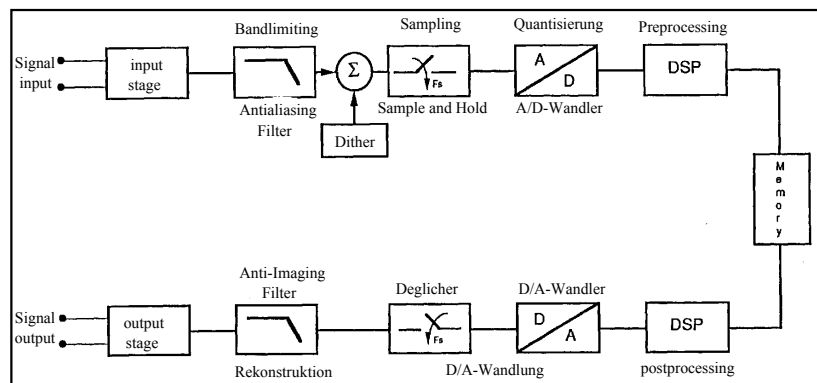 Bandlimiting
Sampling
Quantisierung
Preprocessing
Signal
input
input
stage
Σ
Fs
A
D
DSP
Antialiasing
Filter
Sample and Hold
A/D-Wandler
Dither
Memory
Anti-Imaging
Filter
Deglicher
D/A-Wandler
Signal
output
output
stage
Fs
D
A
DSP
Rekonstruktion
D/A-Wandlung
postprocessing